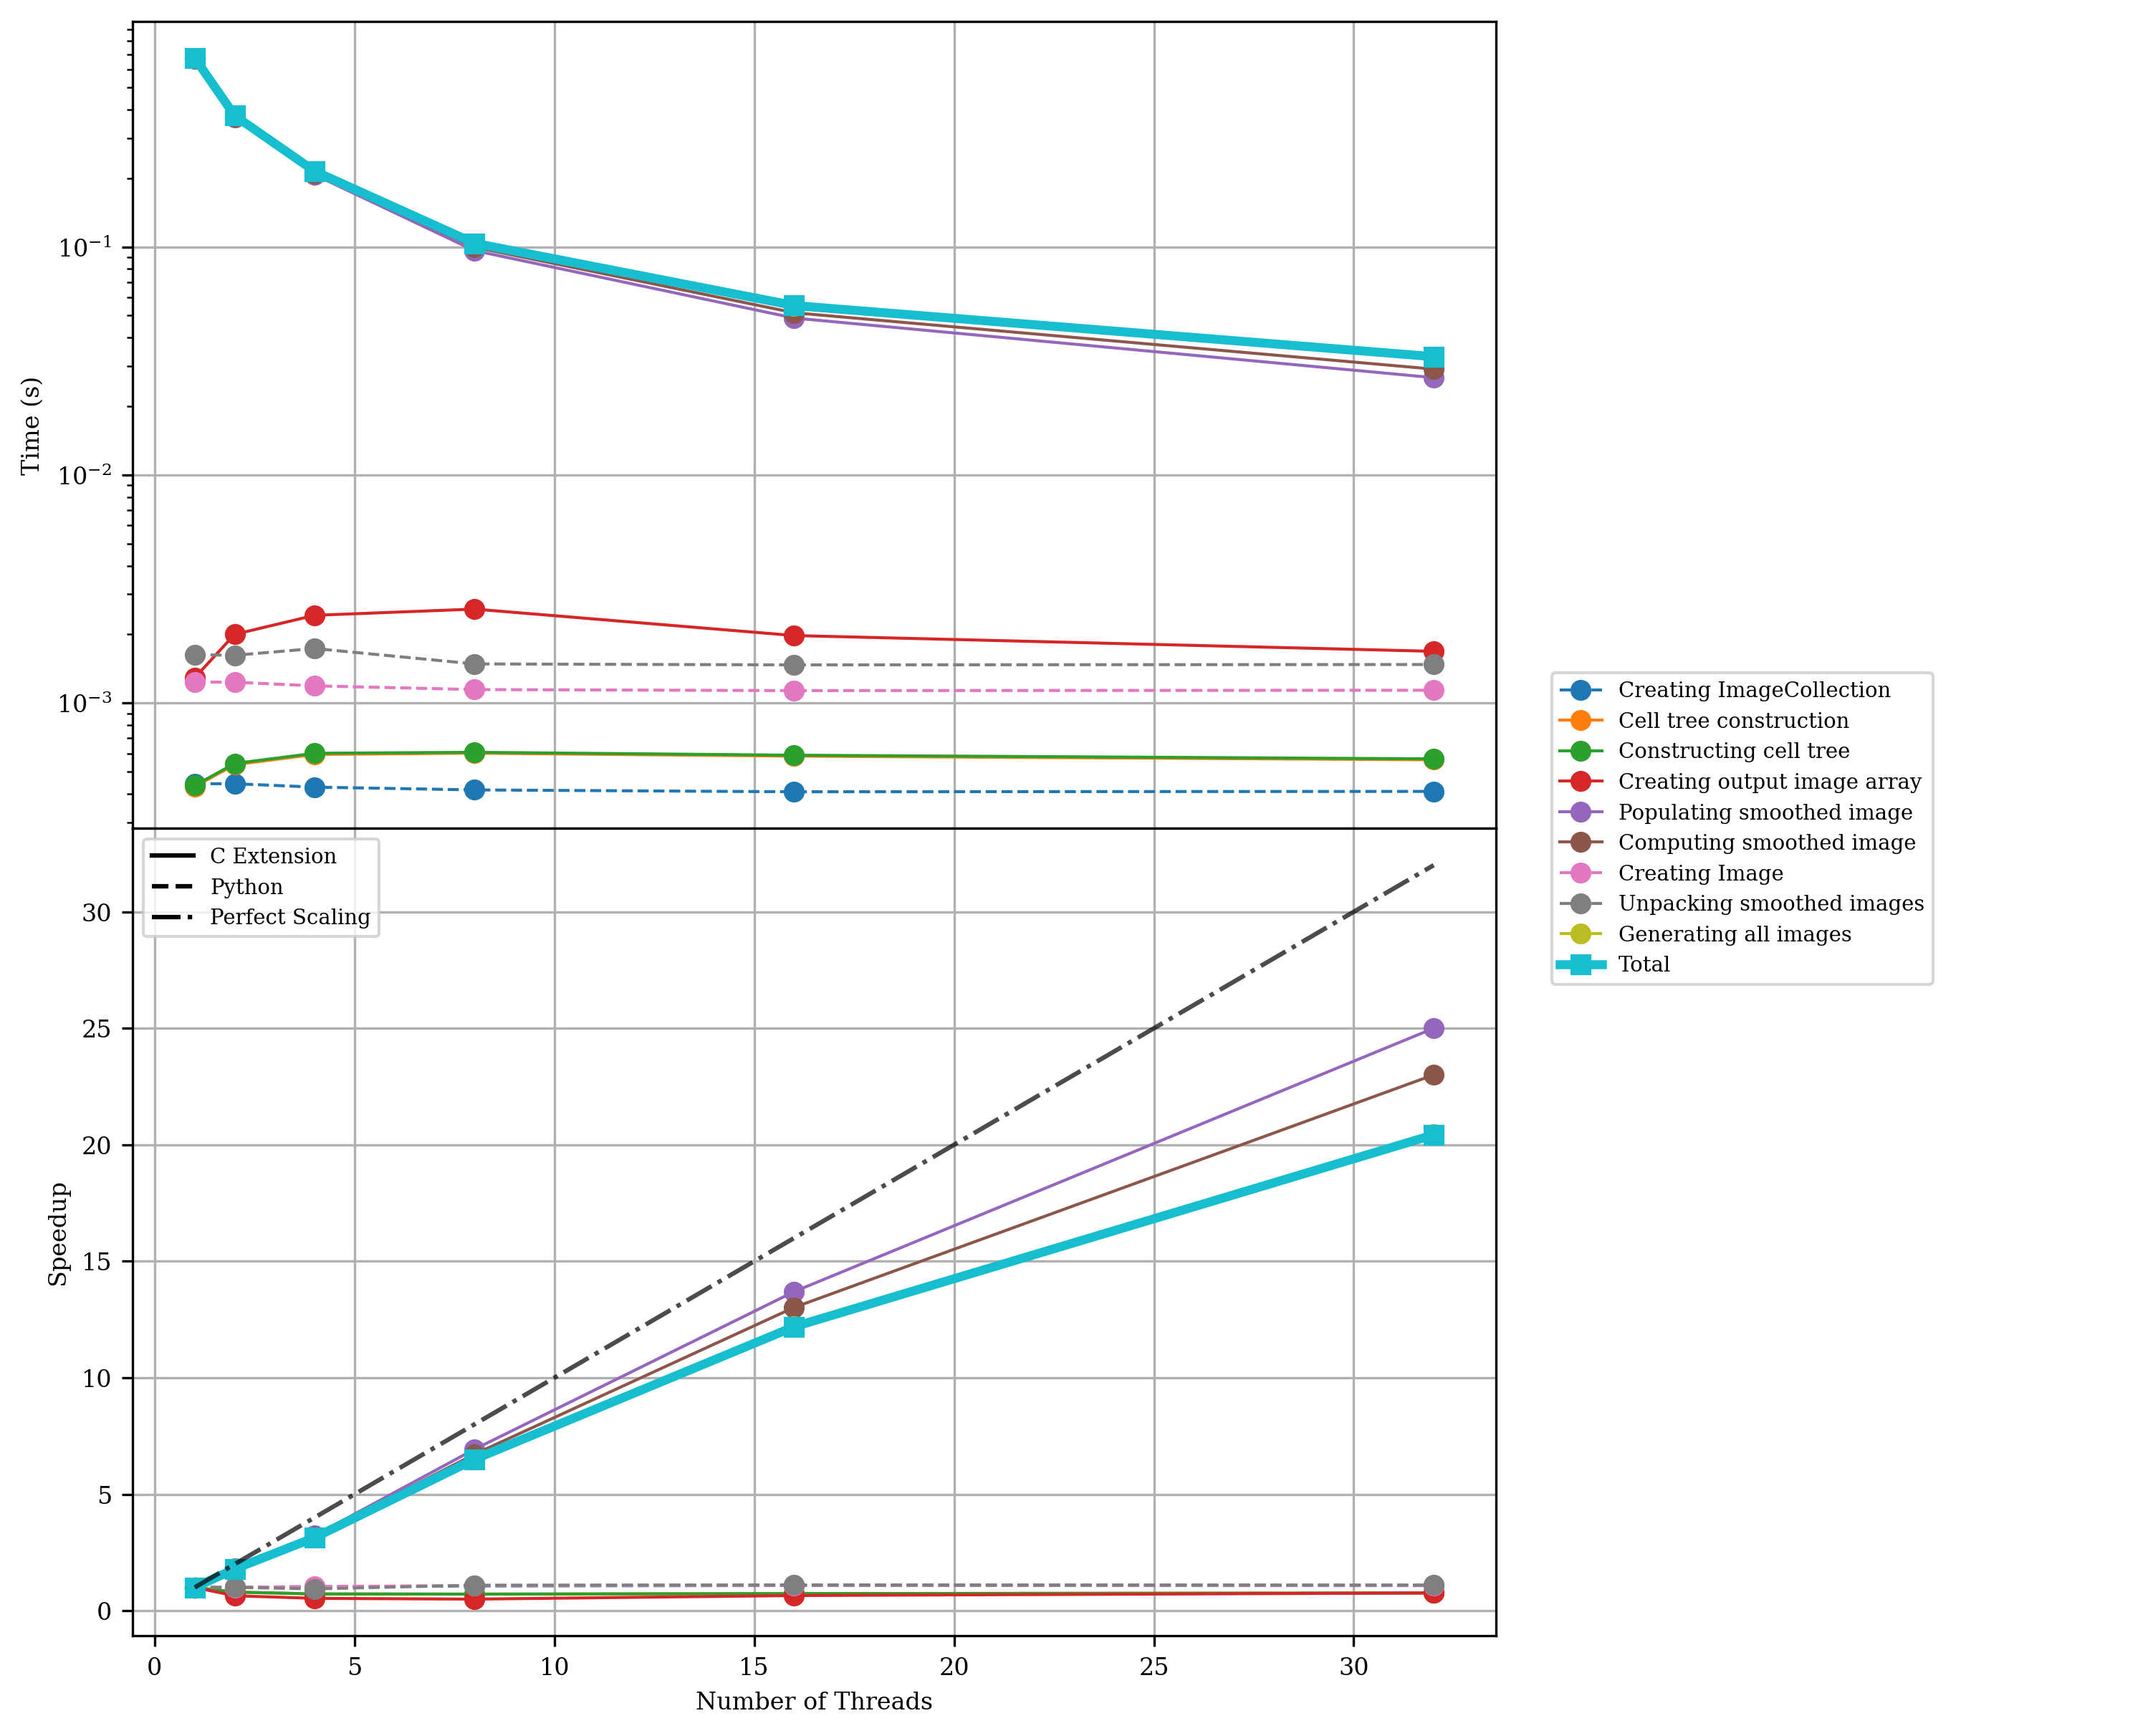 Time (s)
10⁻¹
10⁻²
10⁻³
C Extension
Python
Perfect Scaling
Speedup
30
25
20
15
10
5
0
0 5 10 15 20 25 30
Number of Threads
Creating ImageCollection
Cell tree construction
Constructing cell tree
Creating output image array
Populating smoothed image
Computing smoothed image
Creating Image
Unpacking smoothed images
Generating all images
Total